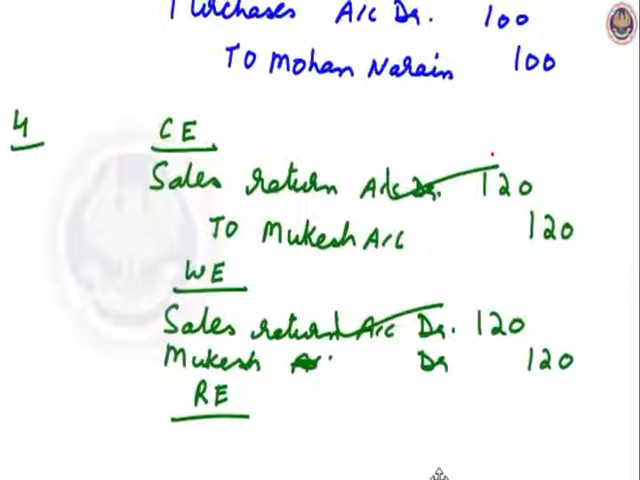 Purchases A/c Dr. 100
To Mohan Narain 100
4
CE
Sales return A/c Dr. 120
To Mukesh A/c 120
WE
Sales return A/c Dr. 120
Mukesh Dr 120
RE